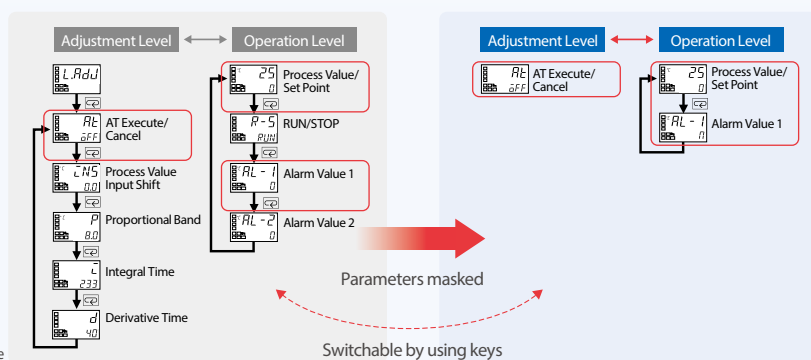 Adjustment Level
Operation Level
L.AdJ
At
oFF
AT Execute/
Cancel
INS
0.0
Process Value
Input Shift
P
8.0
Proportional Band
i
233
Integral Time
d
40
Derivative Time
°C
25
0
Process Value/
Set Point
R-S
RUN
RUN/STOP
°C
AL-1
0
Alarm Value 1
°C
AL-2
0
Alarm Value 2
Parameters masked
Switchable by using keys
Adjustment Level
Operation Level
At
oFF
AT Execute/
Cancel
°C
25
0
Process Value/
Set Point
°C
AL-1
Alarm Value 1